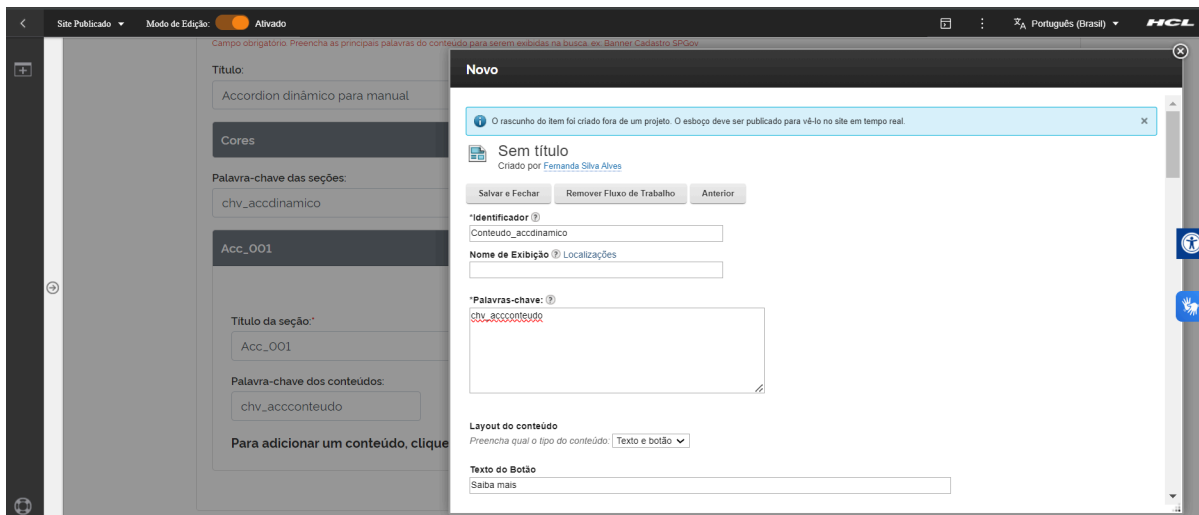 Site Publicado
Modo de Edição:
Ativado
Português (Brasil)
HCL
Campo obrigatório: Preencha as principais palavras do conteúdo para serem exibidas na busca, ex: Banner Cadastro SPGov
Título:
Accordion dinâmico para manual
Cores
Palavra-chave das seções:
chv_accdinamico
Acc_001
Título da seção:*
Acc_001
Palavra-chave dos conteúdos:
chv_accconteudo
Para adicionar um conteúdo, clique
Novo
O rascunho do item foi criado fora de um projeto. O esboço deve ser publicado para vê-lo no site em tempo real.
Sem título
Criado por Fernanda Silva Alves
Salvar e Fechar
Remover Fluxo de Trabalho
Anterior
*Identificador
Conteudo_accdinamico
Nome de Exibição Localizações
*Palavras-chave:
chv_accconteudo
Layout do conteúdo
Preencha qual o tipo do conteúdo: Texto e botão
Texto do Botão
Saiba mais